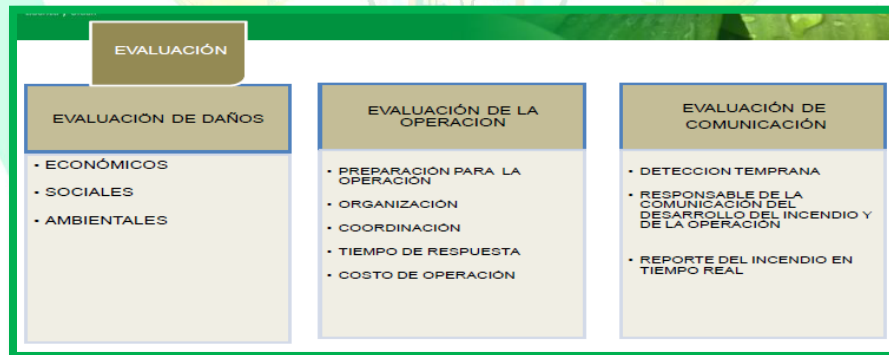 EVALUACIÓN
EVALUACIÓN DE DAÑOS
• ECONÓMICOS
• SOCIALES
• AMBIENTALES
EVALUACIÓN DE LA
OPERACION
• PREPARACIÓN PARA LA
OPERACIÓN
• ORGANIZACIÓN
• COORDINACIÓN
• TIEMPO DE RESPUESTA
• COSTO DE OPERACIÓN
EVALUACIÓN DE
COMUNICACIÓN
• DETECCION TEMPRANA
• RESPONSABLE DE LA
COMUNICACIÓN DEL
DESARROLLO DEL INCENDIO Y
DE LA OPERACIÓN
• REPORTE DEL INCENDIO EN
TIEMPO REAL